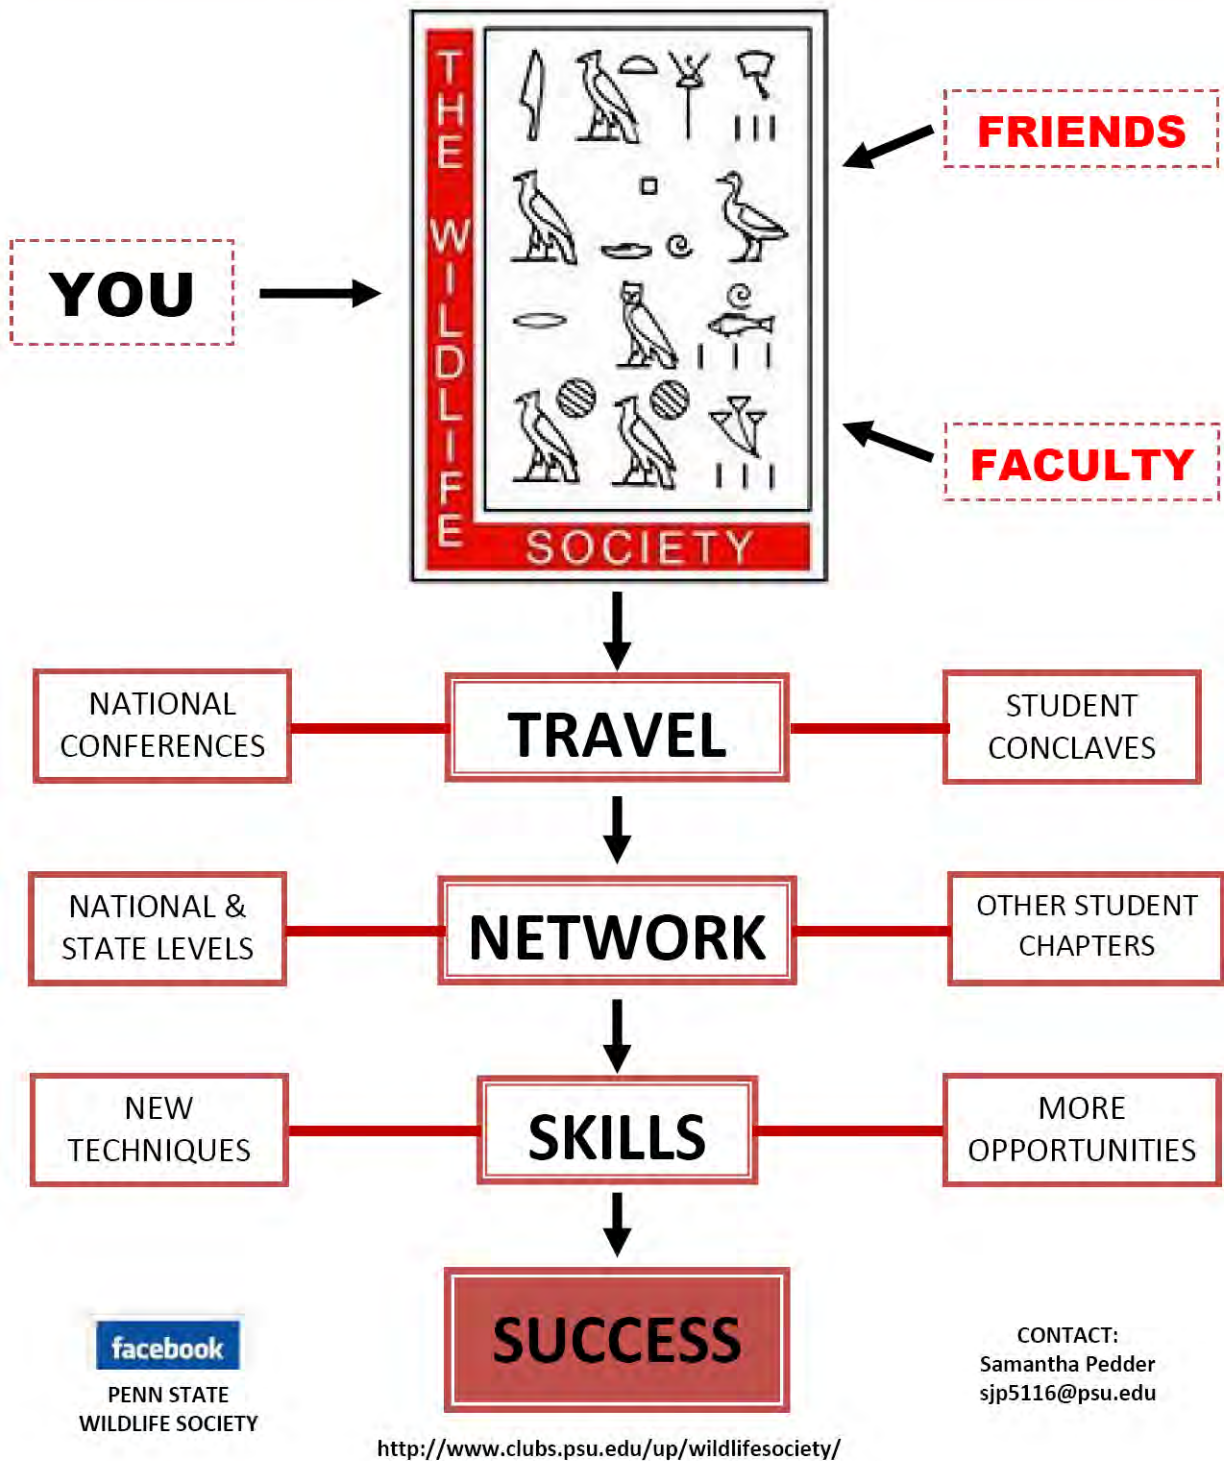 THE WILDLIFE
SOCIETY
FRIENDS
YOU
FACULTY
NATIONAL
CONFERENCES
TRAVEL
STUDENT
CONCLAVES
NATIONAL &
STATE LEVELS
NETWORK
OTHER STUDENT
CHAPTERS
NEW
TECHNIQUES
SKILLS
MORE
OPPORTUNITIES
SUCCESS
facebook
PENN STATE
WILDLIFE SOCIETY
CONTACT:
Samantha Pedder
sjp5116@psu.edu
http://www.clubs.psu.edu/up/wildlifesociety/